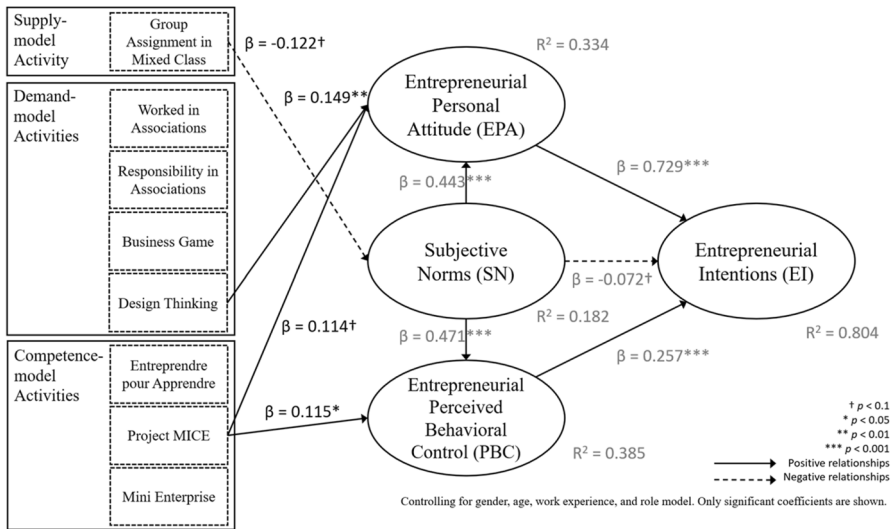 Supply-
model
Activity
Group
Assignment in
Mixed Class
Demand-
model
Activities
Worked in
Associations
Responsibility in
Associations
Business Game
Design Thinking
Competence-
model
Activities
Entreprendre
pour Apprendre
Project MICE
Mini Enterprise
β = -0.122†
β = 0.149**
β = 0.114†
β = 0.115*
R² = 0.334
Entrepreneurial
Personal
Attitude (EPA)
β = 0.443***
β = 0.729***
Subjective
Norms (SN)
β = -0.072†
R² = 0.182
Entrepreneurial
Intentions (EI)
R² = 0.804
β = 0.471***
β = 0.257***
Entrepreneurial
Perceived
Behavioral
Control (PBC)
R² = 0.385
† p < 0.1
* p < 0.05
** p < 0.01
*** p < 0.001
Positive relationships
Negative relationships
Controlling for gender, age, work experience, and role model. Only significant coefficients are shown.